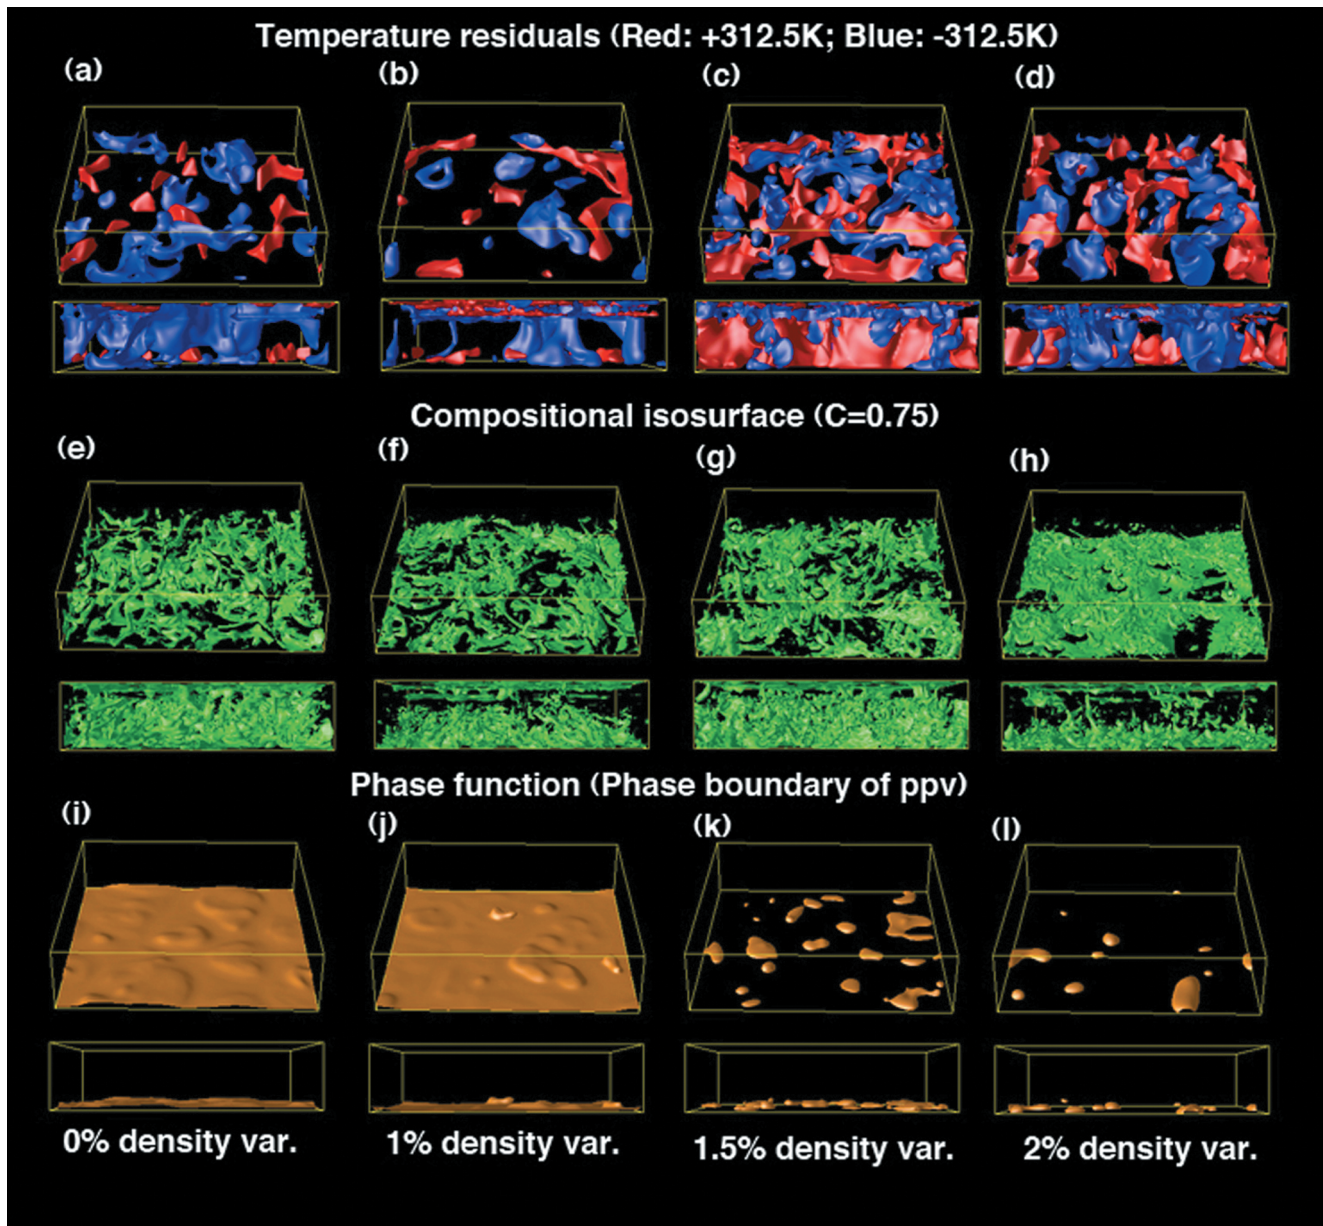 Temperature residuals (Red: +312.5K; Blue: -312.5K)
(a) (b) (c) (d)
Compositional isosurface (C=0.75)
(e) (f) (g) (h)
Phase function (Phase boundary of ppv)
(i) (j) (k) (l)
0% density var. 1% density var. 1.5% density var. 2% density var.